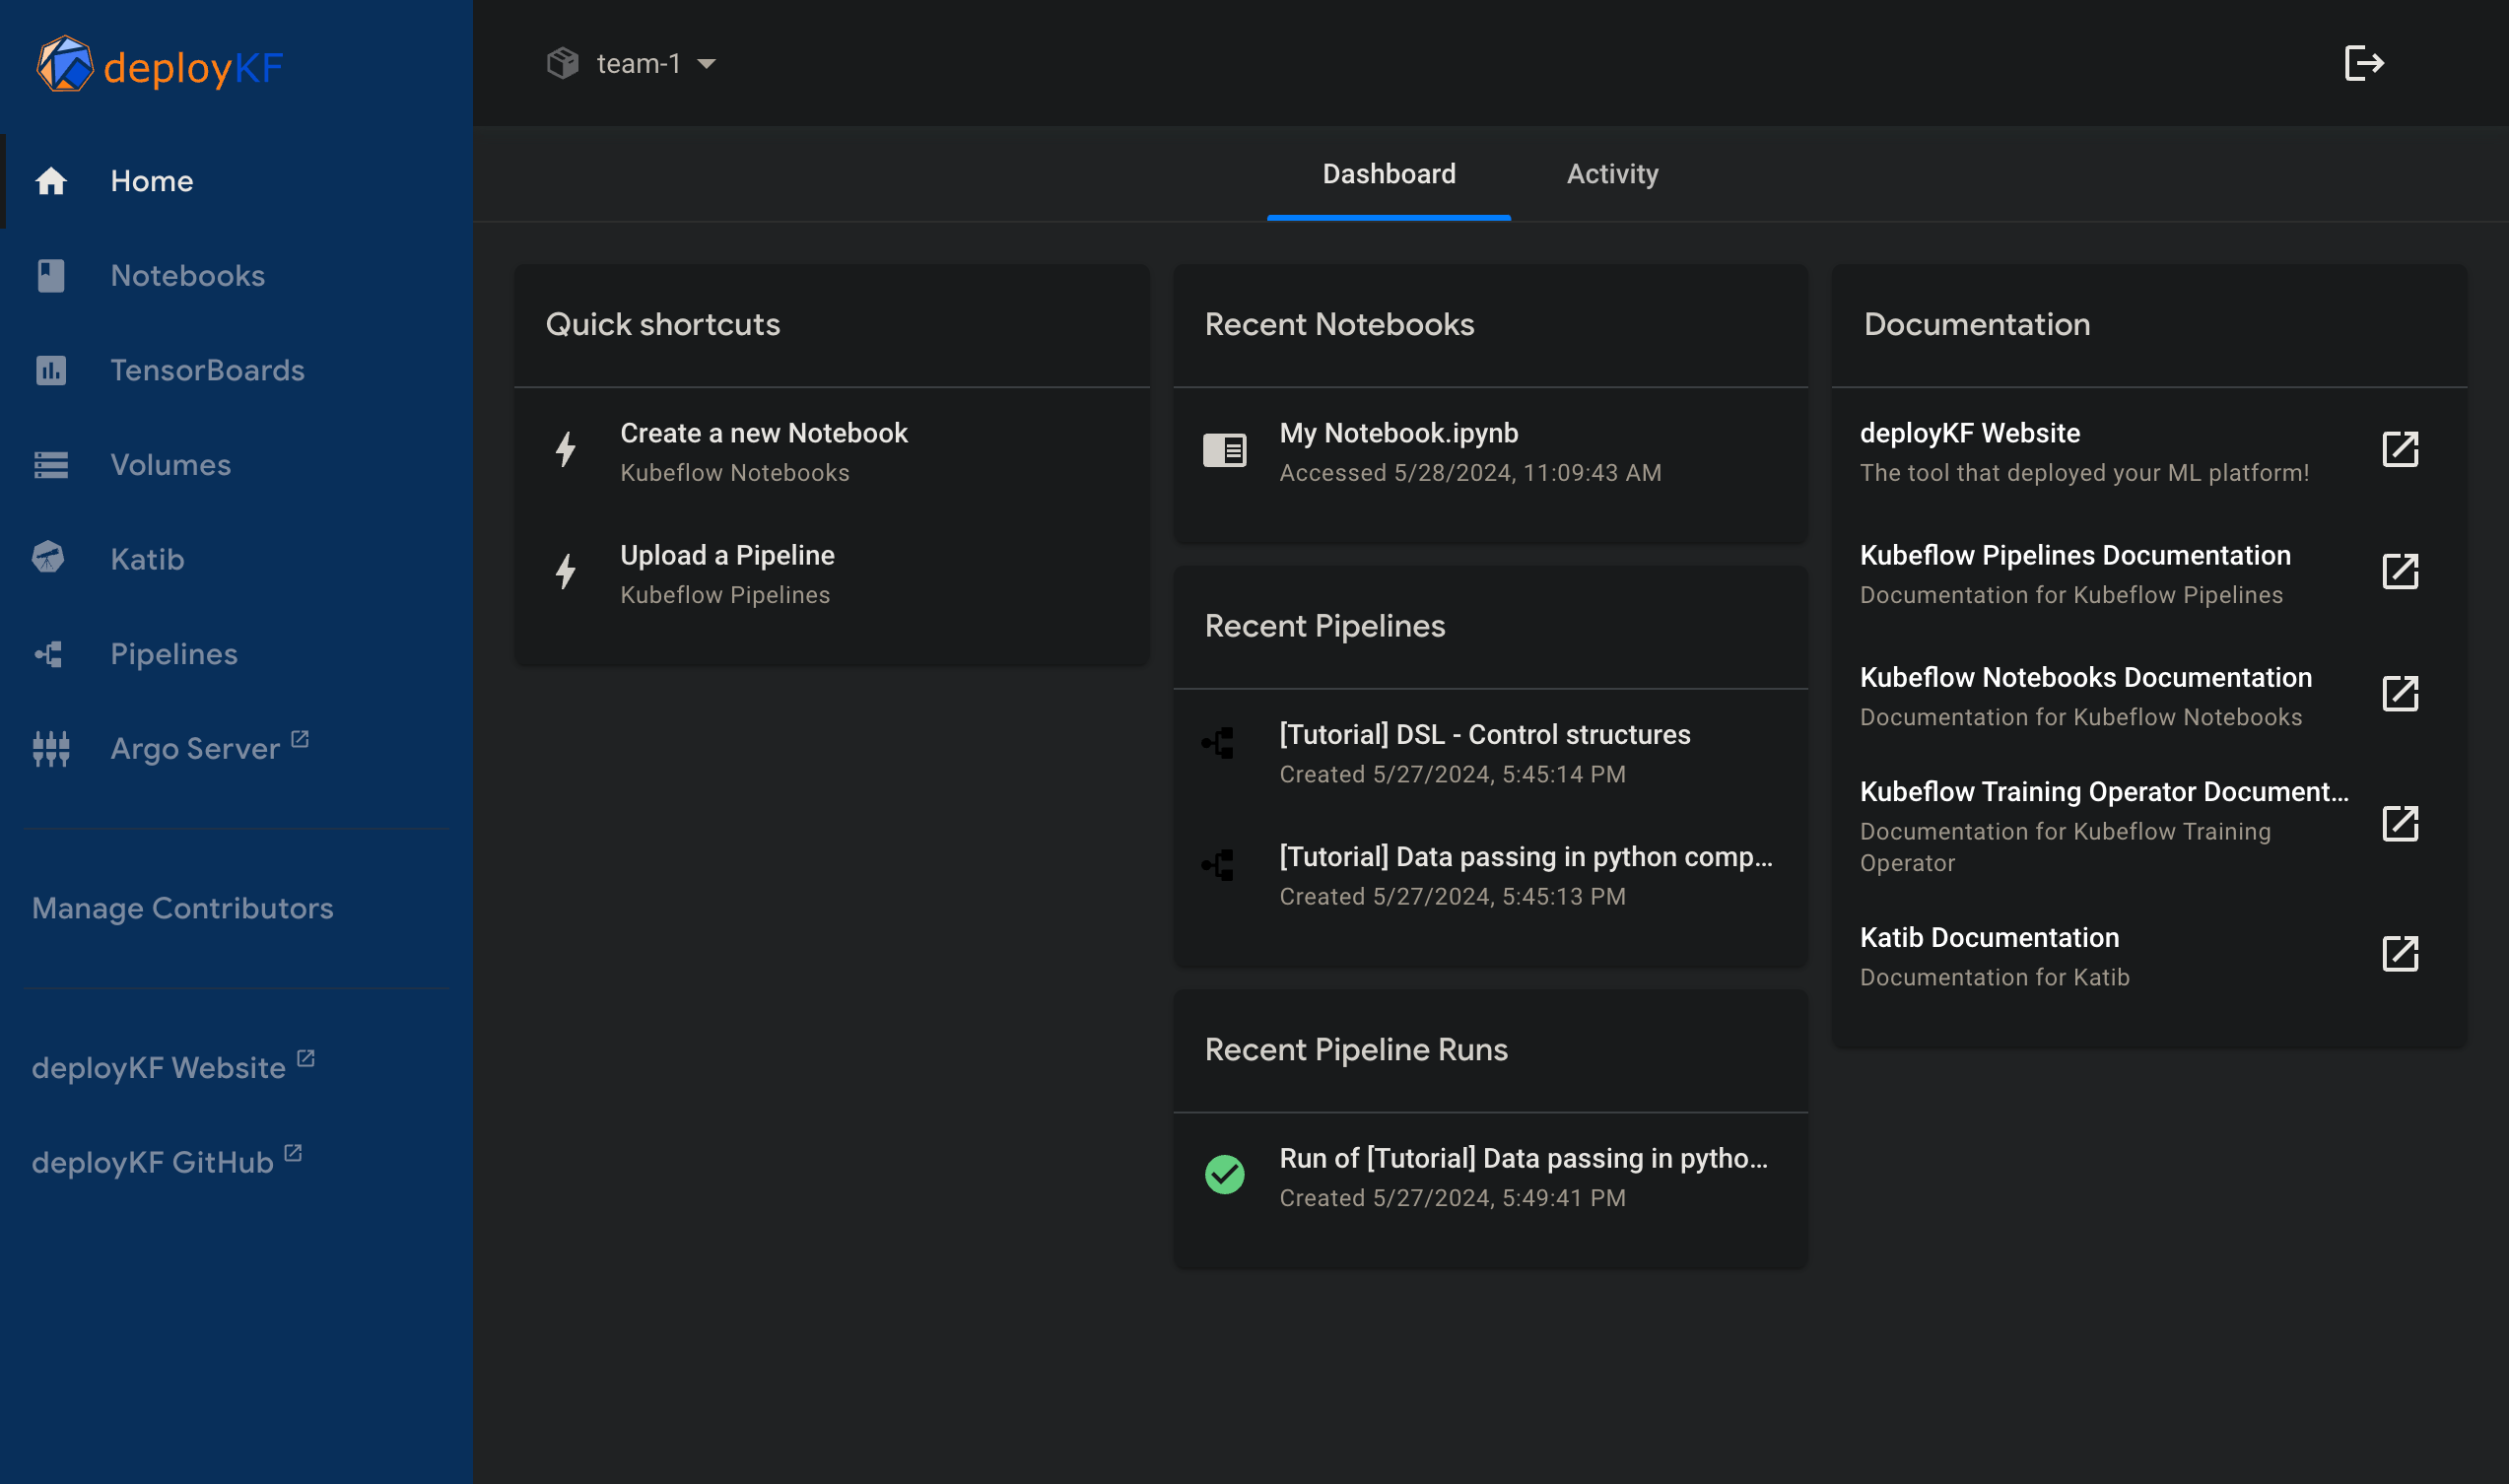 deployKF
Home
Notebooks
TensorBoards
Volumes
Katib
Pipelines
Argo Server
Manage Contributors
deployKF Website
deployKF GitHub
team-1
Dashboard
Activity
Quick shortcuts
Create a new Notebook
Kubeflow Notebooks
Upload a Pipeline
Kubeflow Pipelines
Recent Notebooks
My Notebook.ipynb
Accessed 5/28/2024, 11:09:43 AM
Recent Pipelines
[Tutorial] DSL - Control structures
Created 5/27/2024, 5:45:14 PM
[Tutorial] Data passing in python comp...
Created 5/27/2024, 5:45:13 PM
Recent Pipeline Runs
Run of [Tutorial] Data passing in pytho...
Created 5/27/2024, 5:49:41 PM
Documentation
deployKF Website
The tool that deployed your ML platform!
Kubeflow Pipelines Documentation
Documentation for Kubeflow Pipelines
Kubeflow Notebooks Documentation
Documentation for Kubeflow Notebooks
Kubeflow Training Operator Document...
Documentation for Kubeflow Training
Operator
Katib Documentation
Documentation for Katib